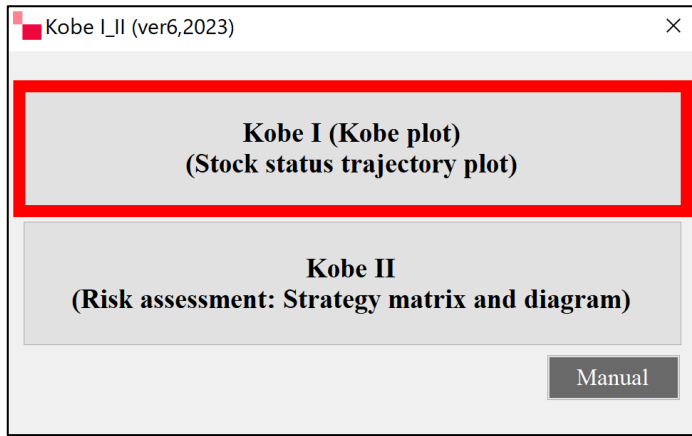 Kobe I_II (ver6,2023)
Kobe I (Kobe plot)
(Stock status trajectory plot)
Kobe II
(Risk assessment: Strategy matrix and diagram)
Manual